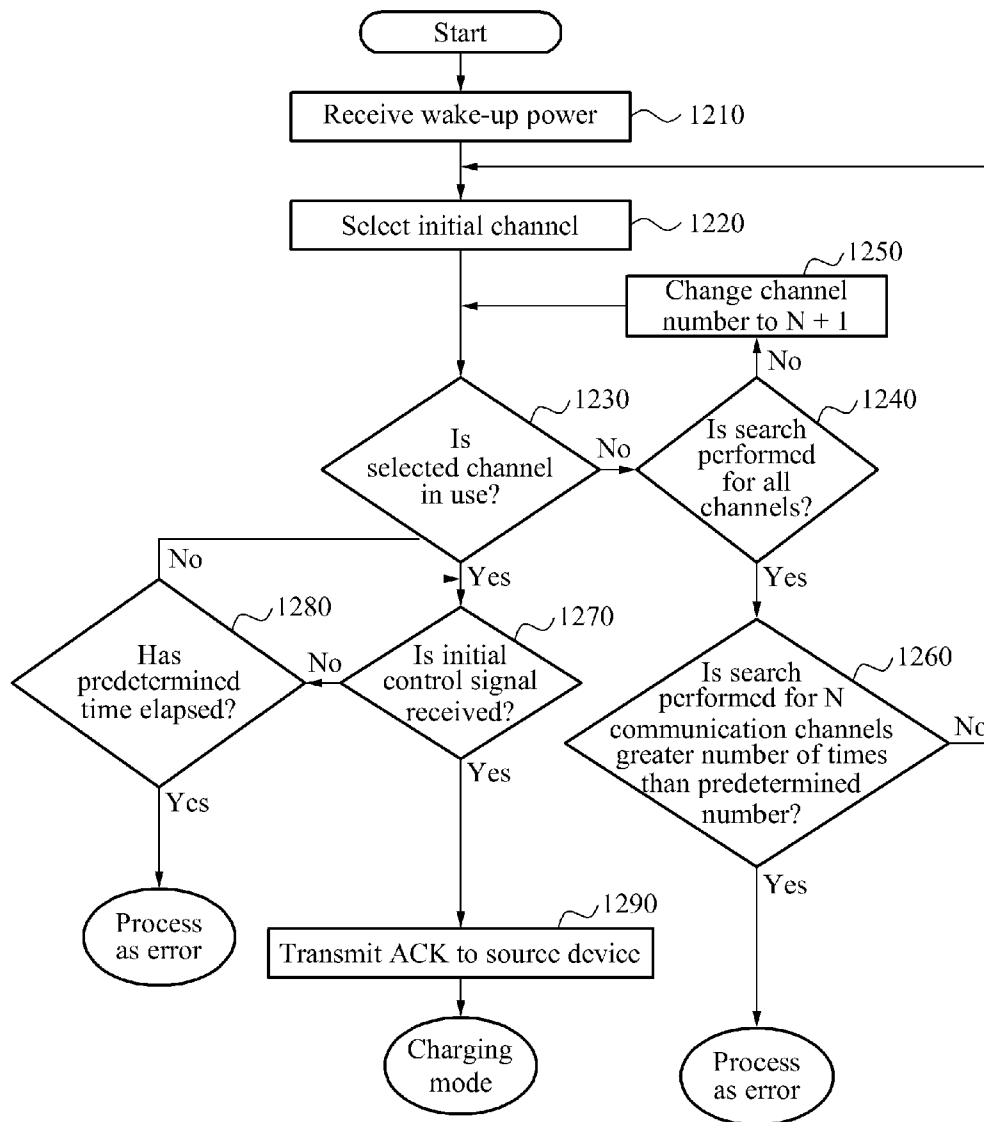 Start
Receive wake-up power
1210
Select initial channel
1220
1250
Change channel
number to N + 1
No
1230
1240
Is
selected channel
in use?
No
Is search
performed
for all
channels?
No
Yes
Yes
1280
1270
Has
predetermined
time elapsed?
No
Is initial
control signal
received?
1260
Is search
performed for N
communication channels
greater number of times
than predetermined
number?
No
Yes
Yes
Yes
Process
as error
1290
Transmit ACK to source device
Charging
mode
Process
as error